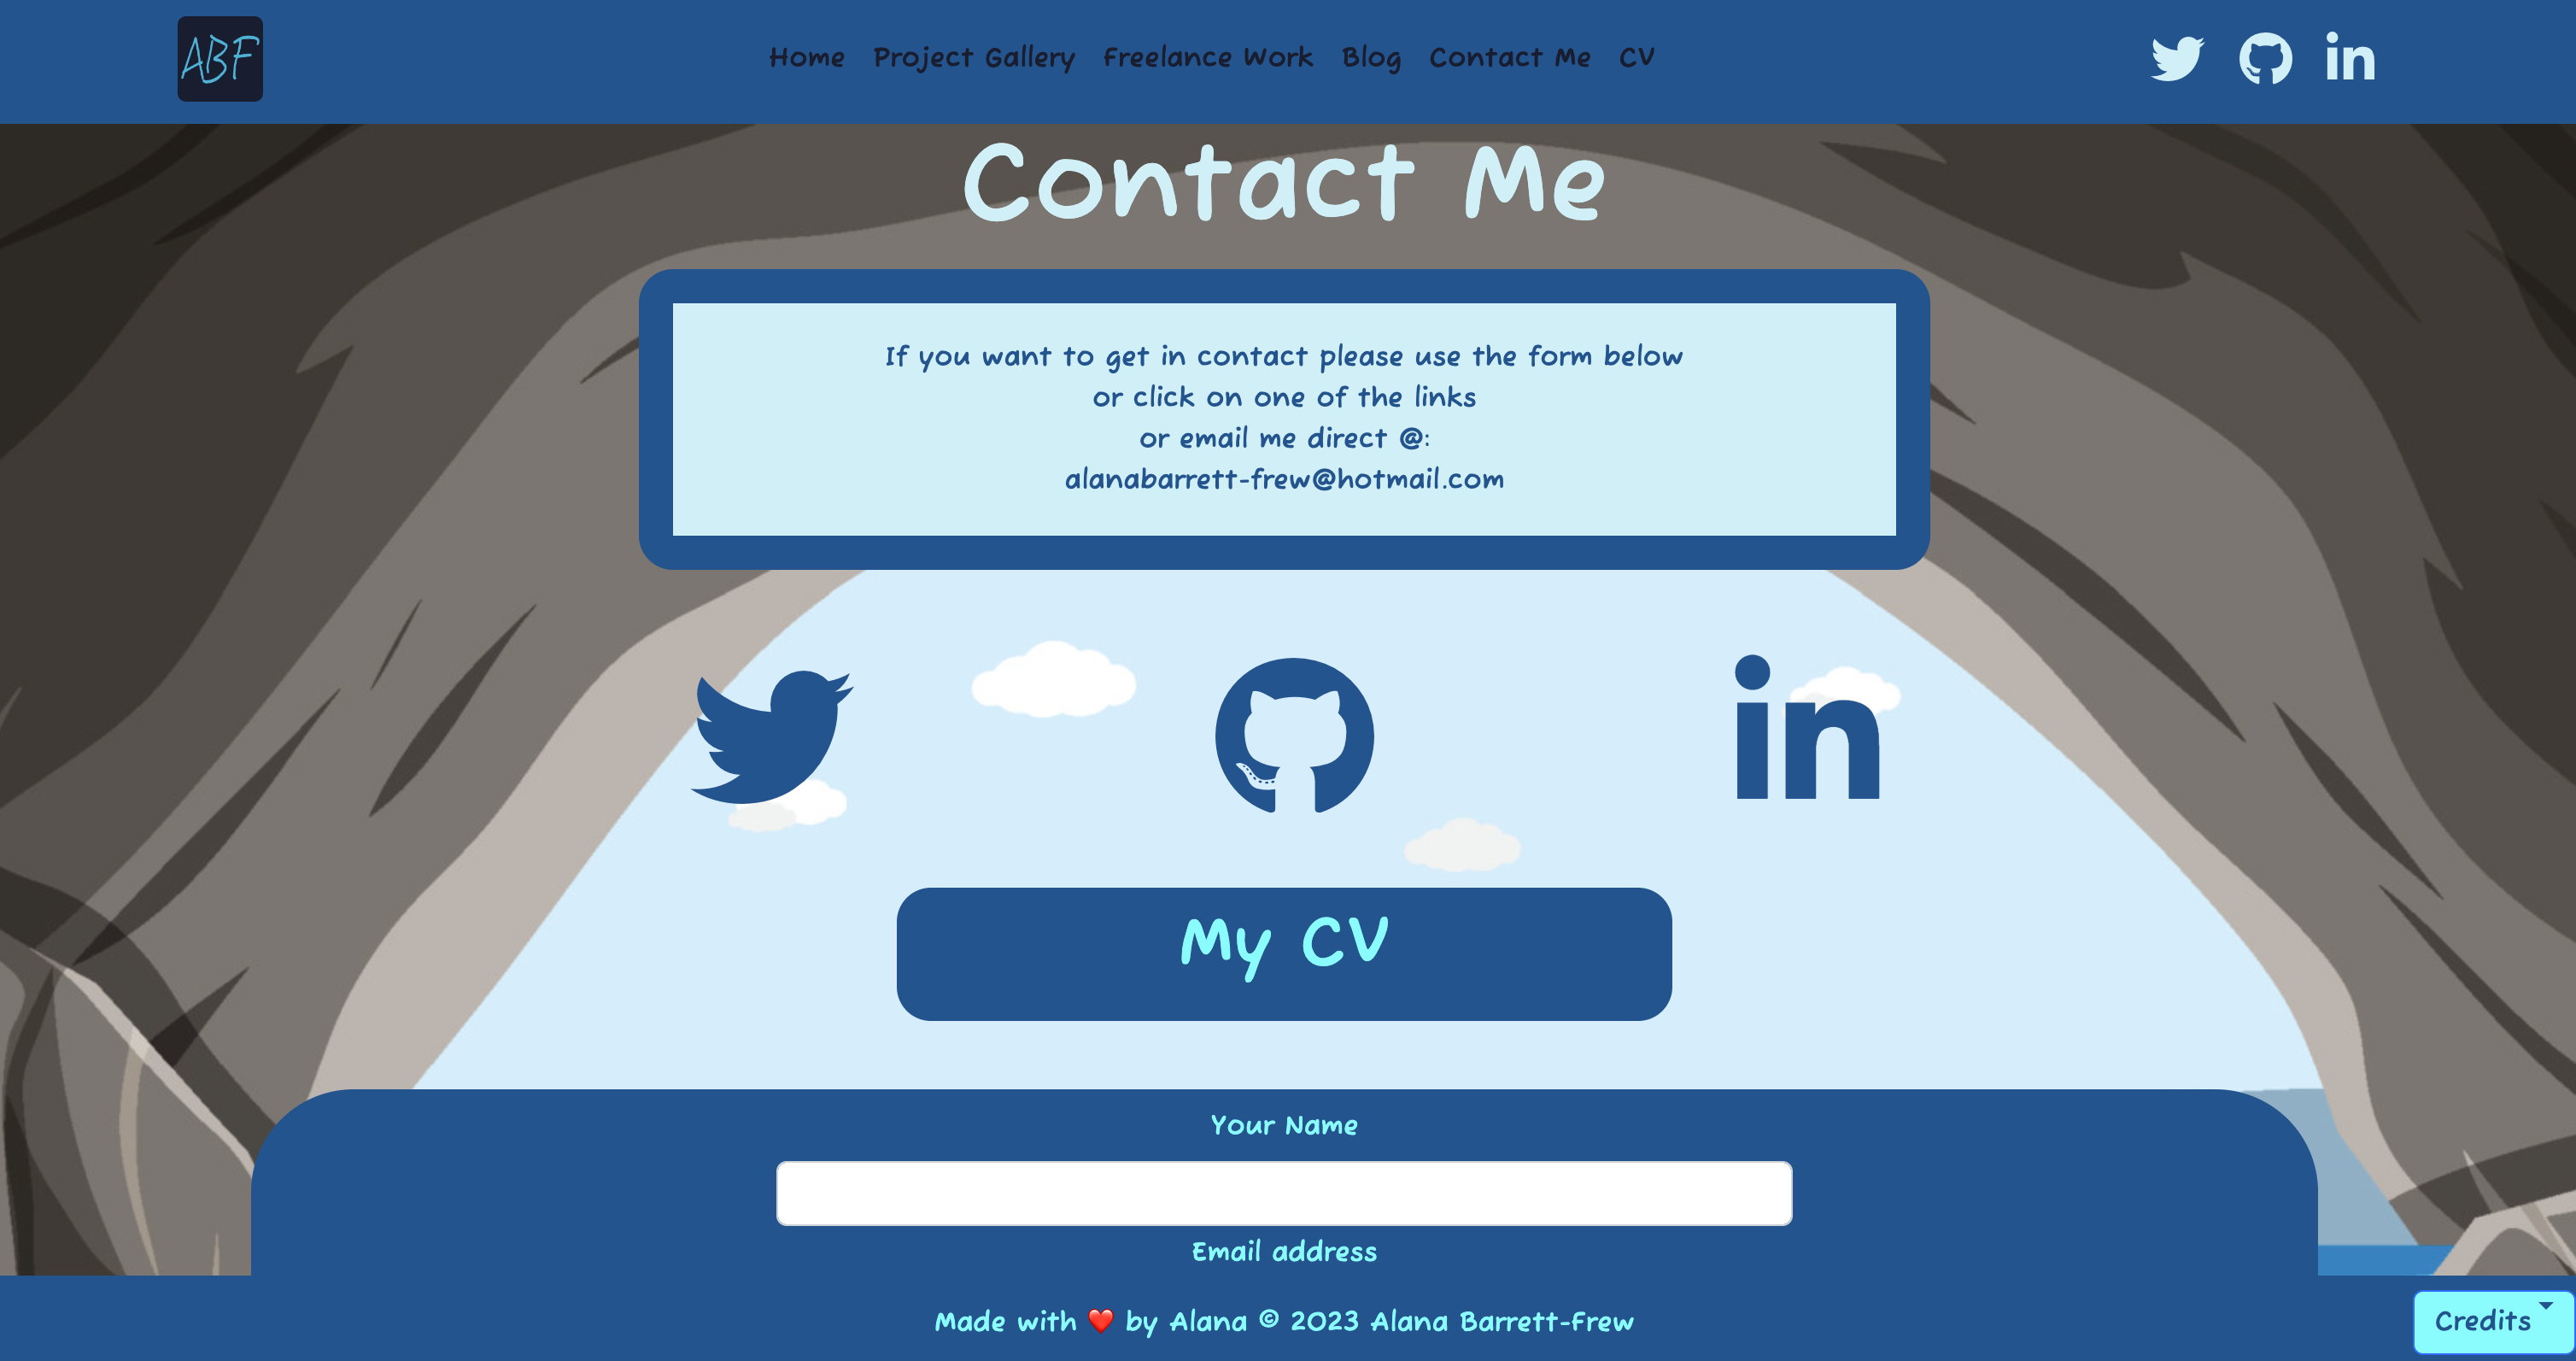 ABF
Home Project Gallery Freelance Work Blog Contact Me CV
in
Contact Me
If you want to get in contact please use the form below
or click on one of the links
or email me direct @:
alanabarrett-frew@hotmail.com
in
My CV
Your Name
Email address
Made with ❤️ by Alana © 2023 Alana Barrett-Frew
Credits